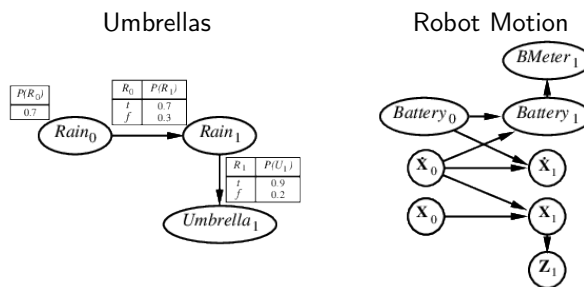 Umbrellas
P(R₀)
0.7
R₀ P(R₁)
t 0.7
f 0.3
Rain₀
Rain₁
R₁ P(U₁)
t 0.9
f 0.2
Umbrella₁
Robot Motion
BMeter₁
Battery₀
Battery₁
Ẋ₀
Ẋ₁
X₀
X₁
Z₁